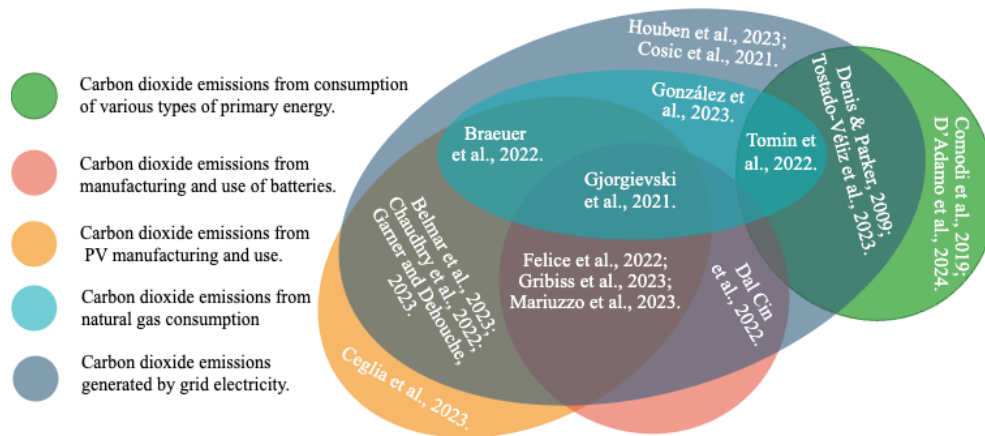 Carbon dioxide emissions from consumption
of various types of primary energy.
Carbon dioxide emissions from
manufacturing and use of batteries.
Carbon dioxide emissions from
PV manufacturing and use.
Carbon dioxide emissions from
natural gas consumption
Carbon dioxide emissions
generated by grid electricity.
Houben et al., 2023;
Cosic et al., 2021.
González et
al., 2023.
Braeuer
et al., 2022.
Tomin et
al., 2022.
Denis & Parker, 2009;
Tostado-Véliz et al., 2023.
Comodi et al., 2019;
D'Adamo et al., 2024.
Gjorgievski
et al., 2021.
Belmar et al., 2023;
Chaudhry et al., 2022;
Garner and Dehouche,
2023.
Felice et al., 2022;
Gribiss et al., 2023;
Mariuzzo et al., 2023.
Dal Cin
et al., 2022.
Ceglia et al., 2023.